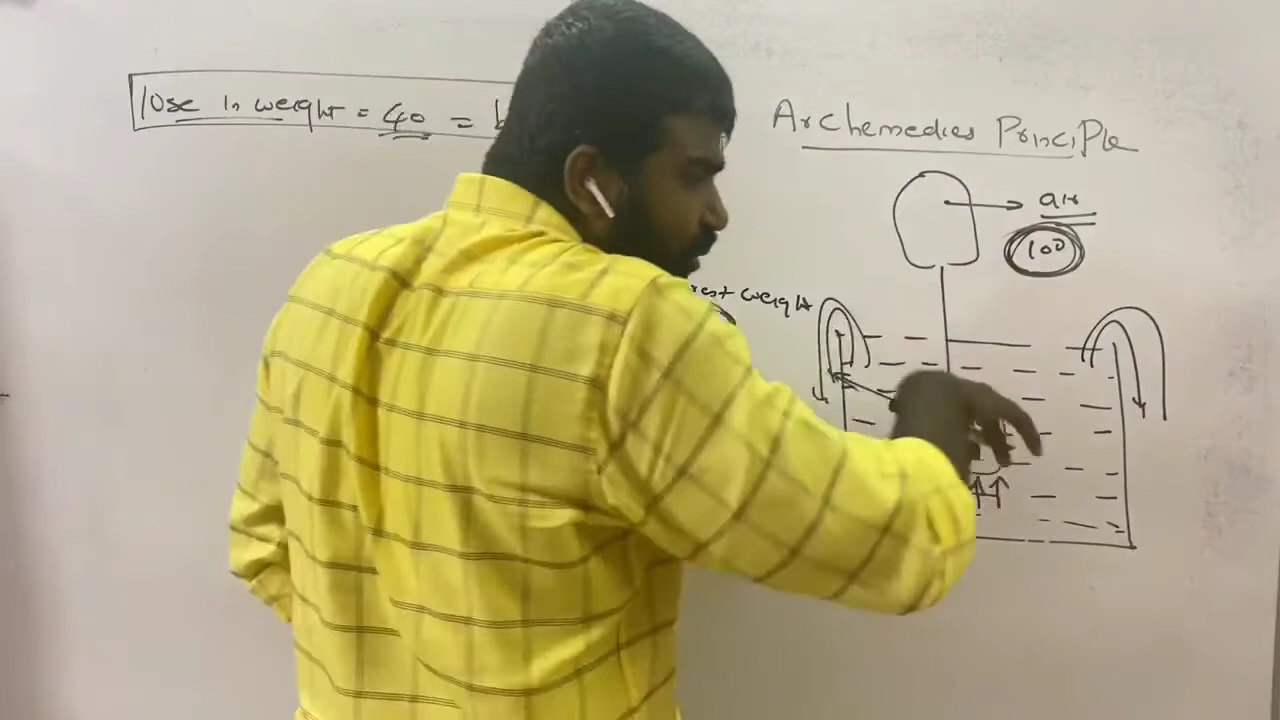 lose in weight = 40 =
Archemedies Principle
air
100
weight